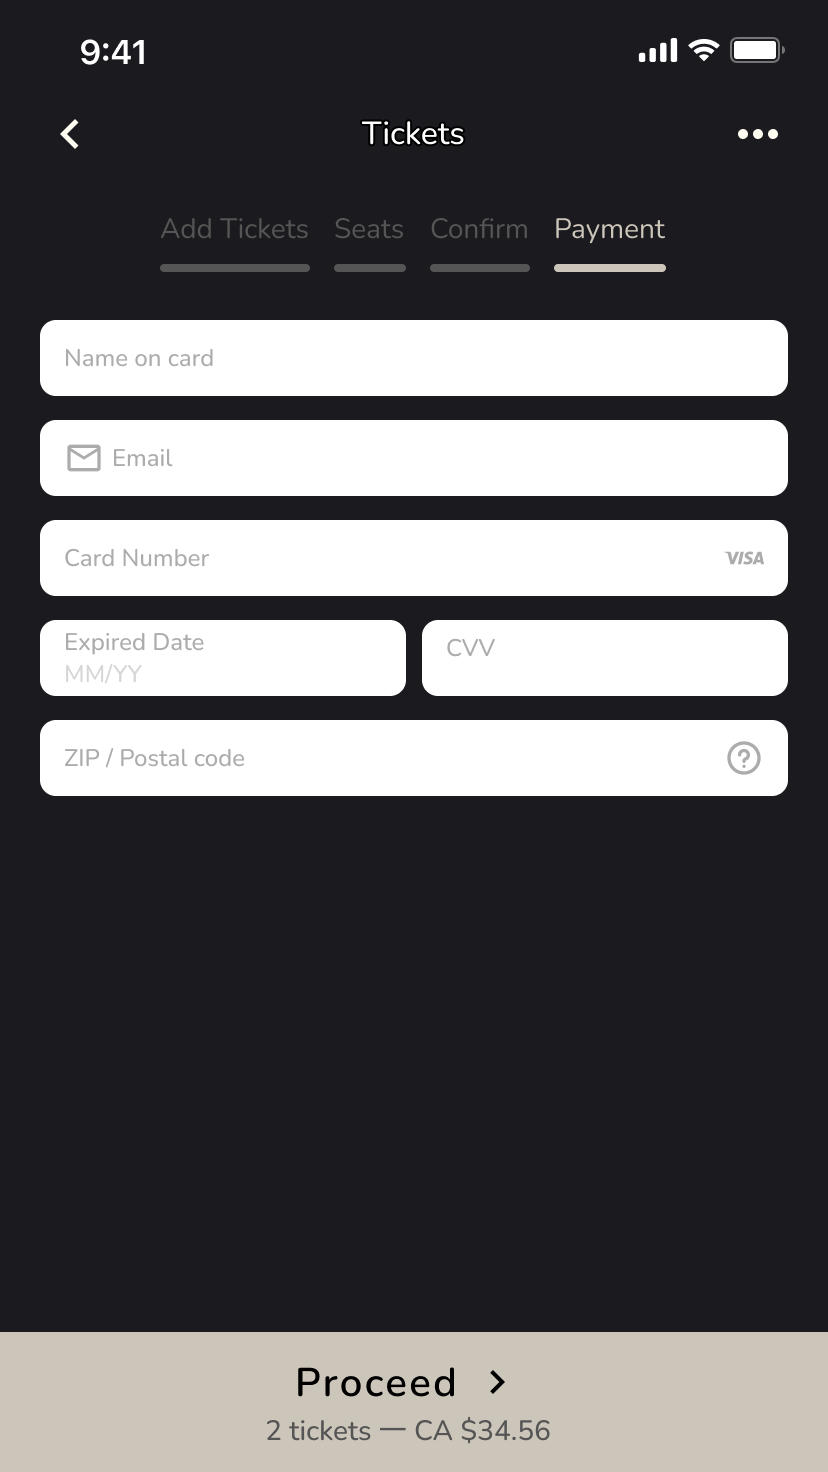 9:41
Tickets
Add Tickets Seats Confirm Payment
Name on card
Email
Card Number VISA
Expired Date CVV
MM/YY
ZIP / Postal code ?
Proceed >
2 tickets — CA $34.56